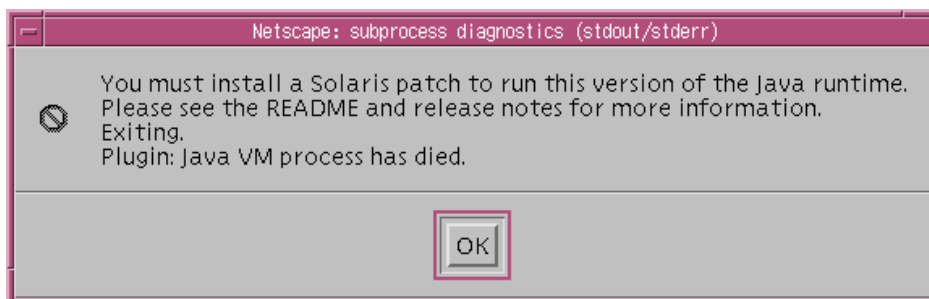 Netscape: subprocess diagnostics (stdout/stderr)
You must install a Solaris patch to run this version of the Java runtime.
Please see the README and release notes for more information.
Exiting.
Plugin: Java VM process has died.
OK